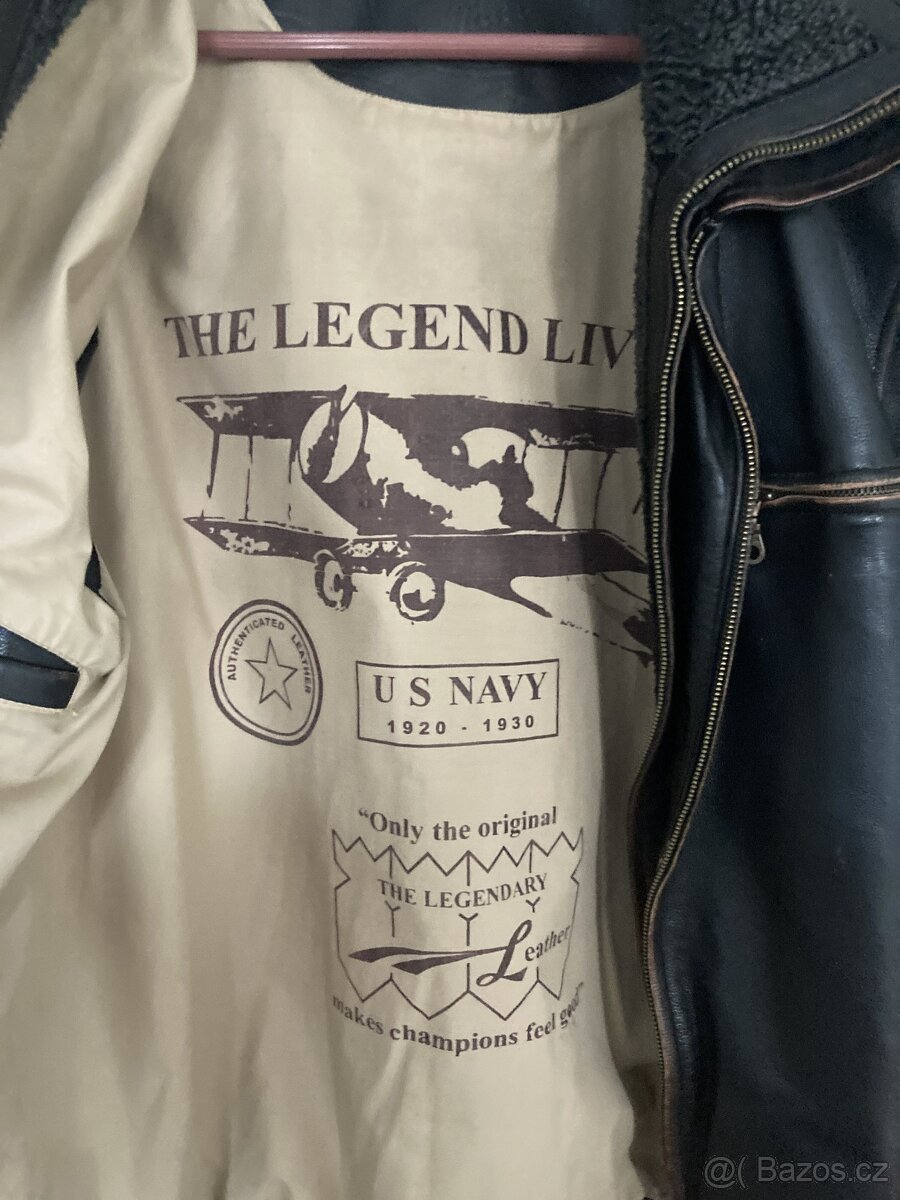 THE LEGEND LIV
AUTHENTICATED LEATHER
U S NAVY
1920 - 1930
"Only the original
THE LEGENDARY
Leather
makes champions feel good"
@( Bazos.cz